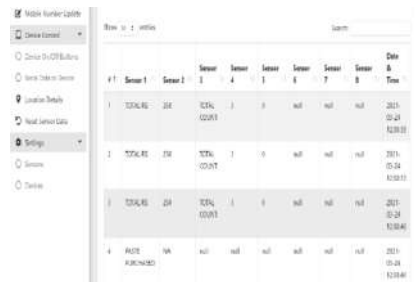 Mobile Number Update
Device Control
Device On/Off Buttons
Send Data to Device
Location Details
Read Sensor Data
Settings
Sensors
Devices
Show entries
Search:
# Sensor 1 Sensor 2 Sensor 3 Sensor 4 Sensor 5 Sensor 6 Sensor 7 Sensor 8 Date & Time
1 TOTAL RS 250 TOTAL COUNT 3 0 null null null
2 TOTAL RS 250 TOTAL COUNT 3 0 null null null
3 TOTAL RS 250 TOTAL COUNT null null null
4 PASTE PURCHASED NA null null null null null null